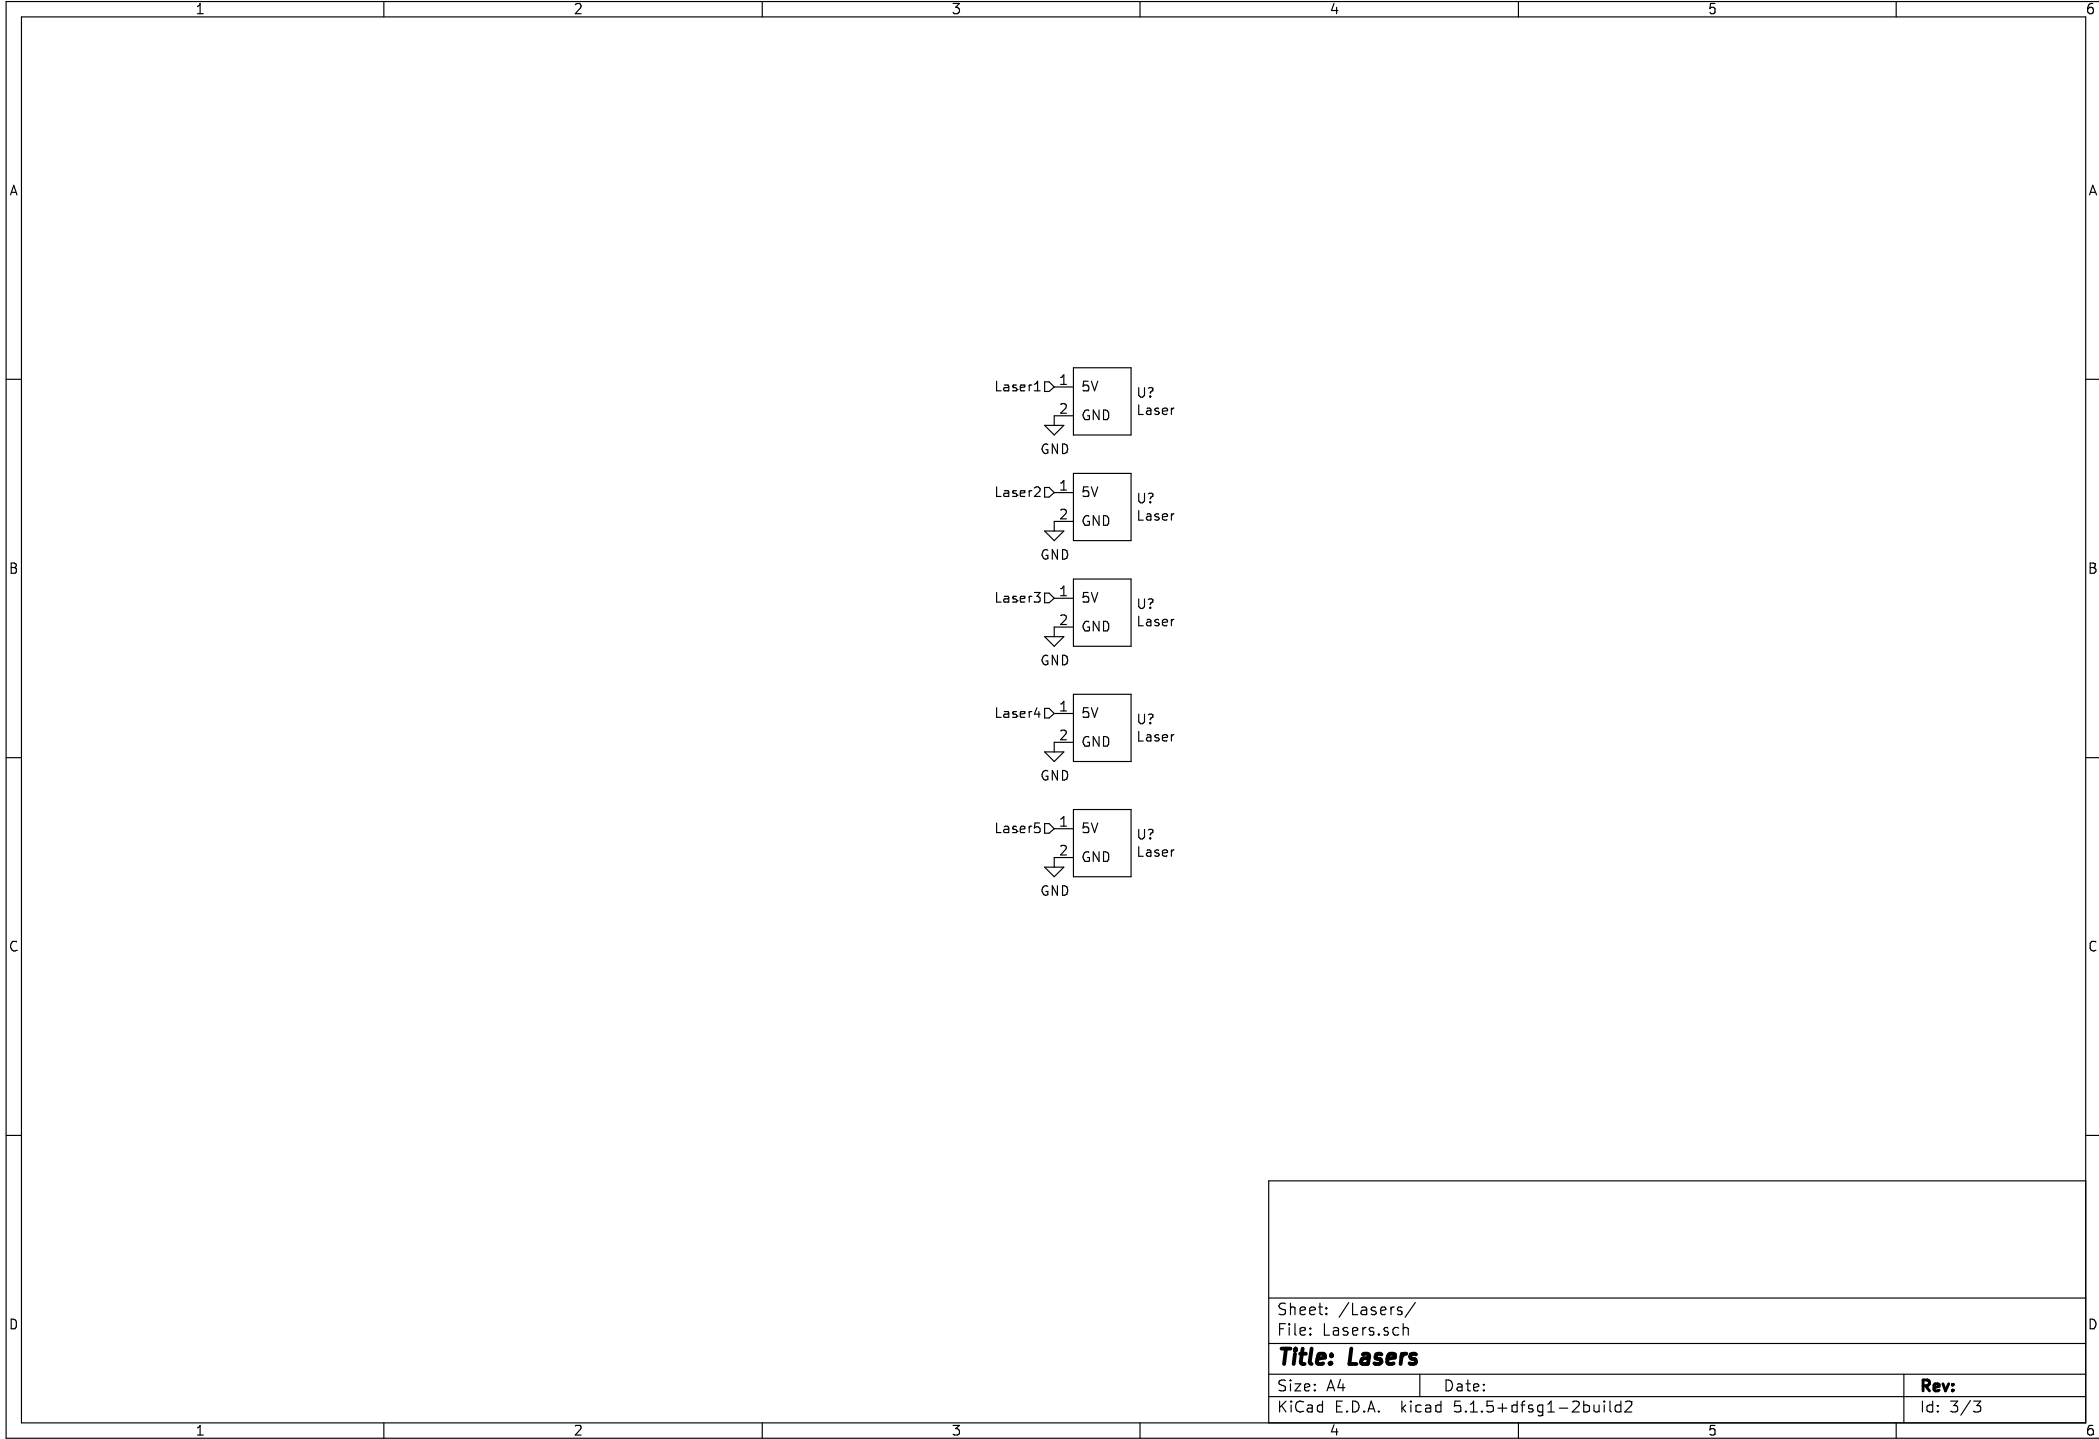 1 2 3 4 5 6
A A
Laser1 1 5V
U?
2 GND
Laser
GND
Laser2 1 5V
U?
2 GND
Laser
GND
B B
Laser3 1 5V
U?
2 GND
Laser
GND
Laser4 1 5V
U?
2 GND
Laser
GND
Laser5 1 5V
U?
2 GND
Laser
GND
C C
Sheet: /Lasers/
File: Lasers.sch
D D
Title: Lasers
Size: A4 Date: Rev:
KiCad E.D.A. kicad 5.1.5+dfsg1-2build2 Id: 3/3
1 2 3 4 5 6